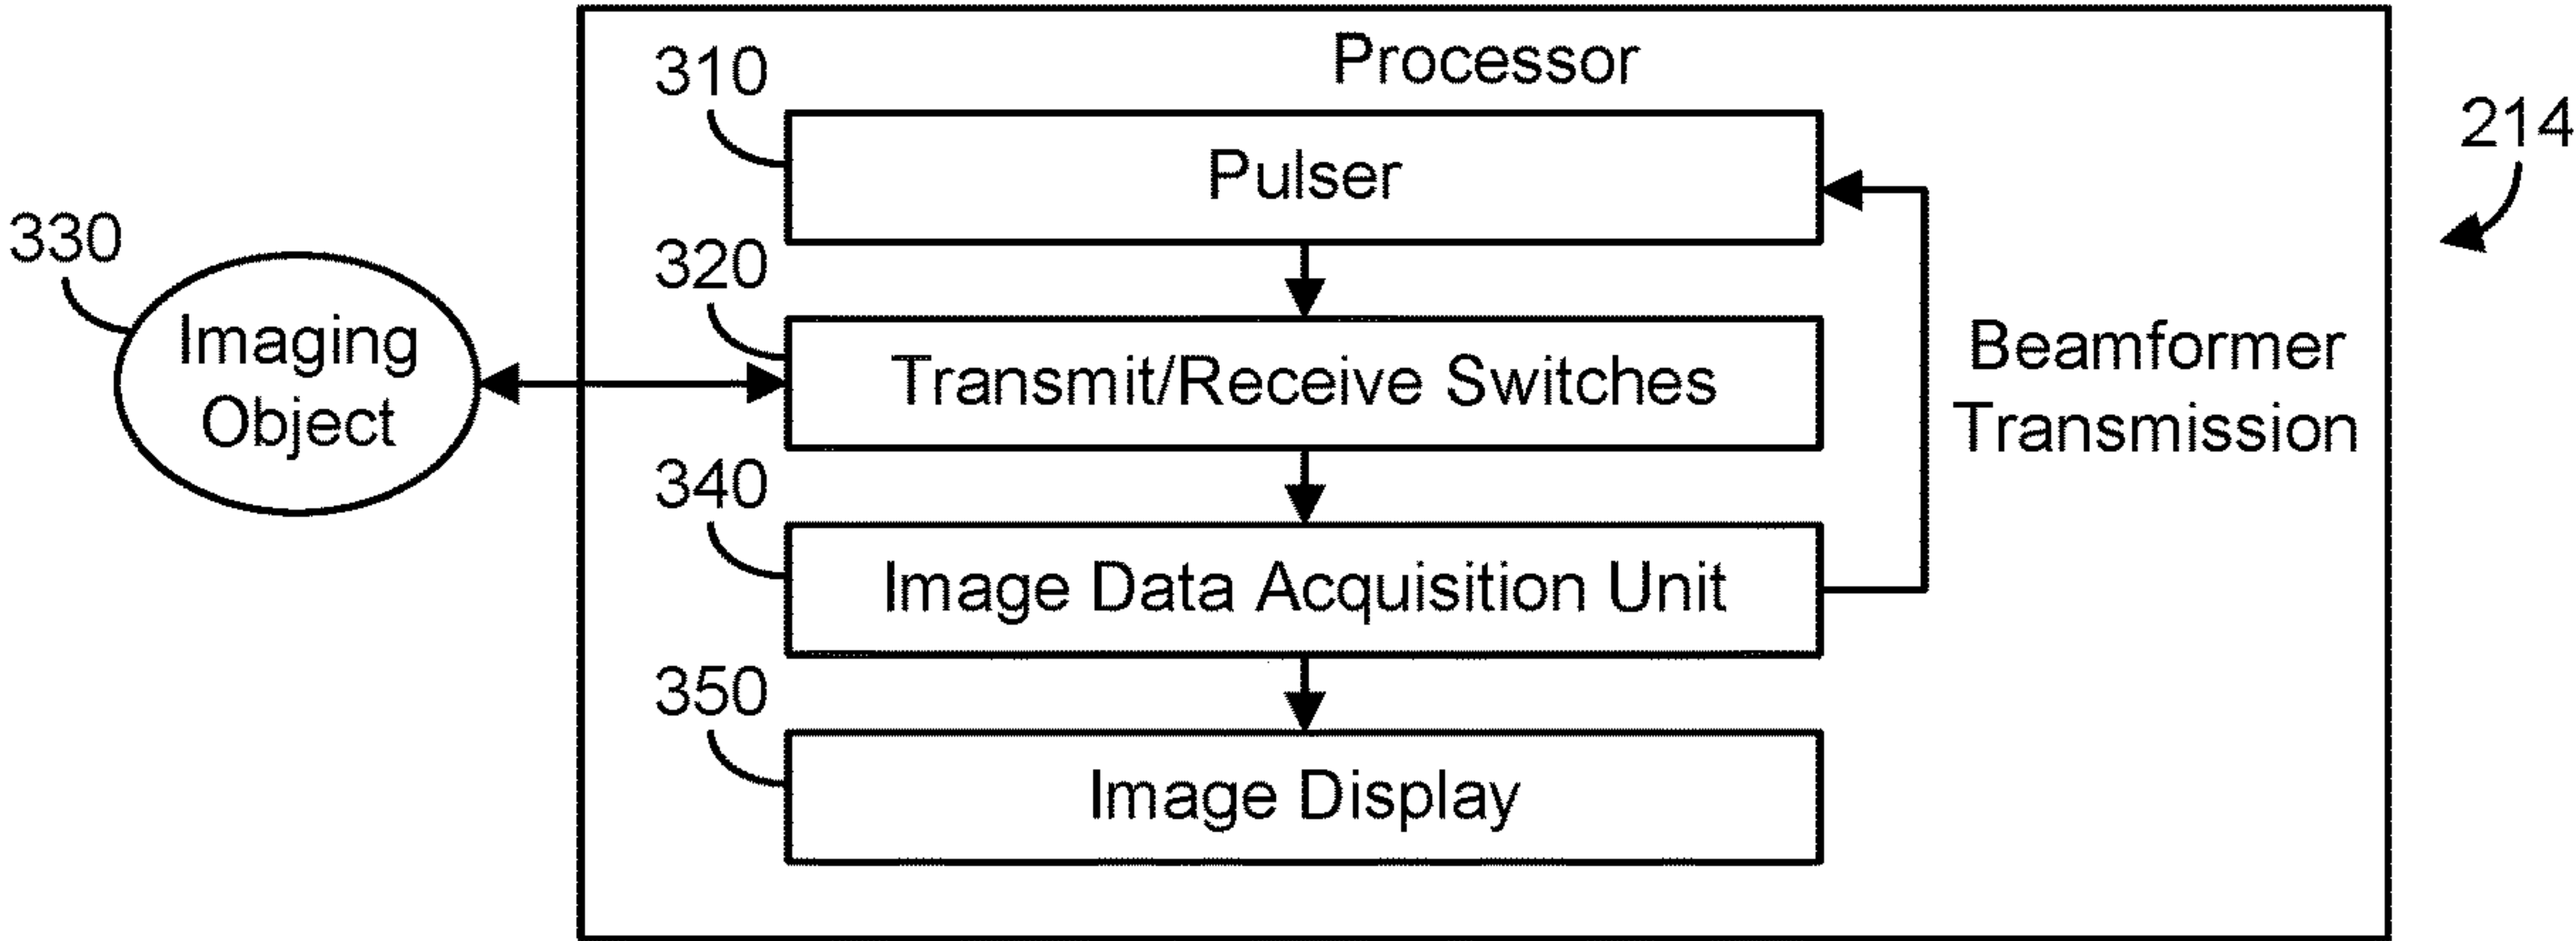 Processor
310
Pulser
214
330
Imaging
Object
320
Transmit/Receive Switches
Beamformer
Transmission
340
Image Data Acquisition Unit
350
Image Display